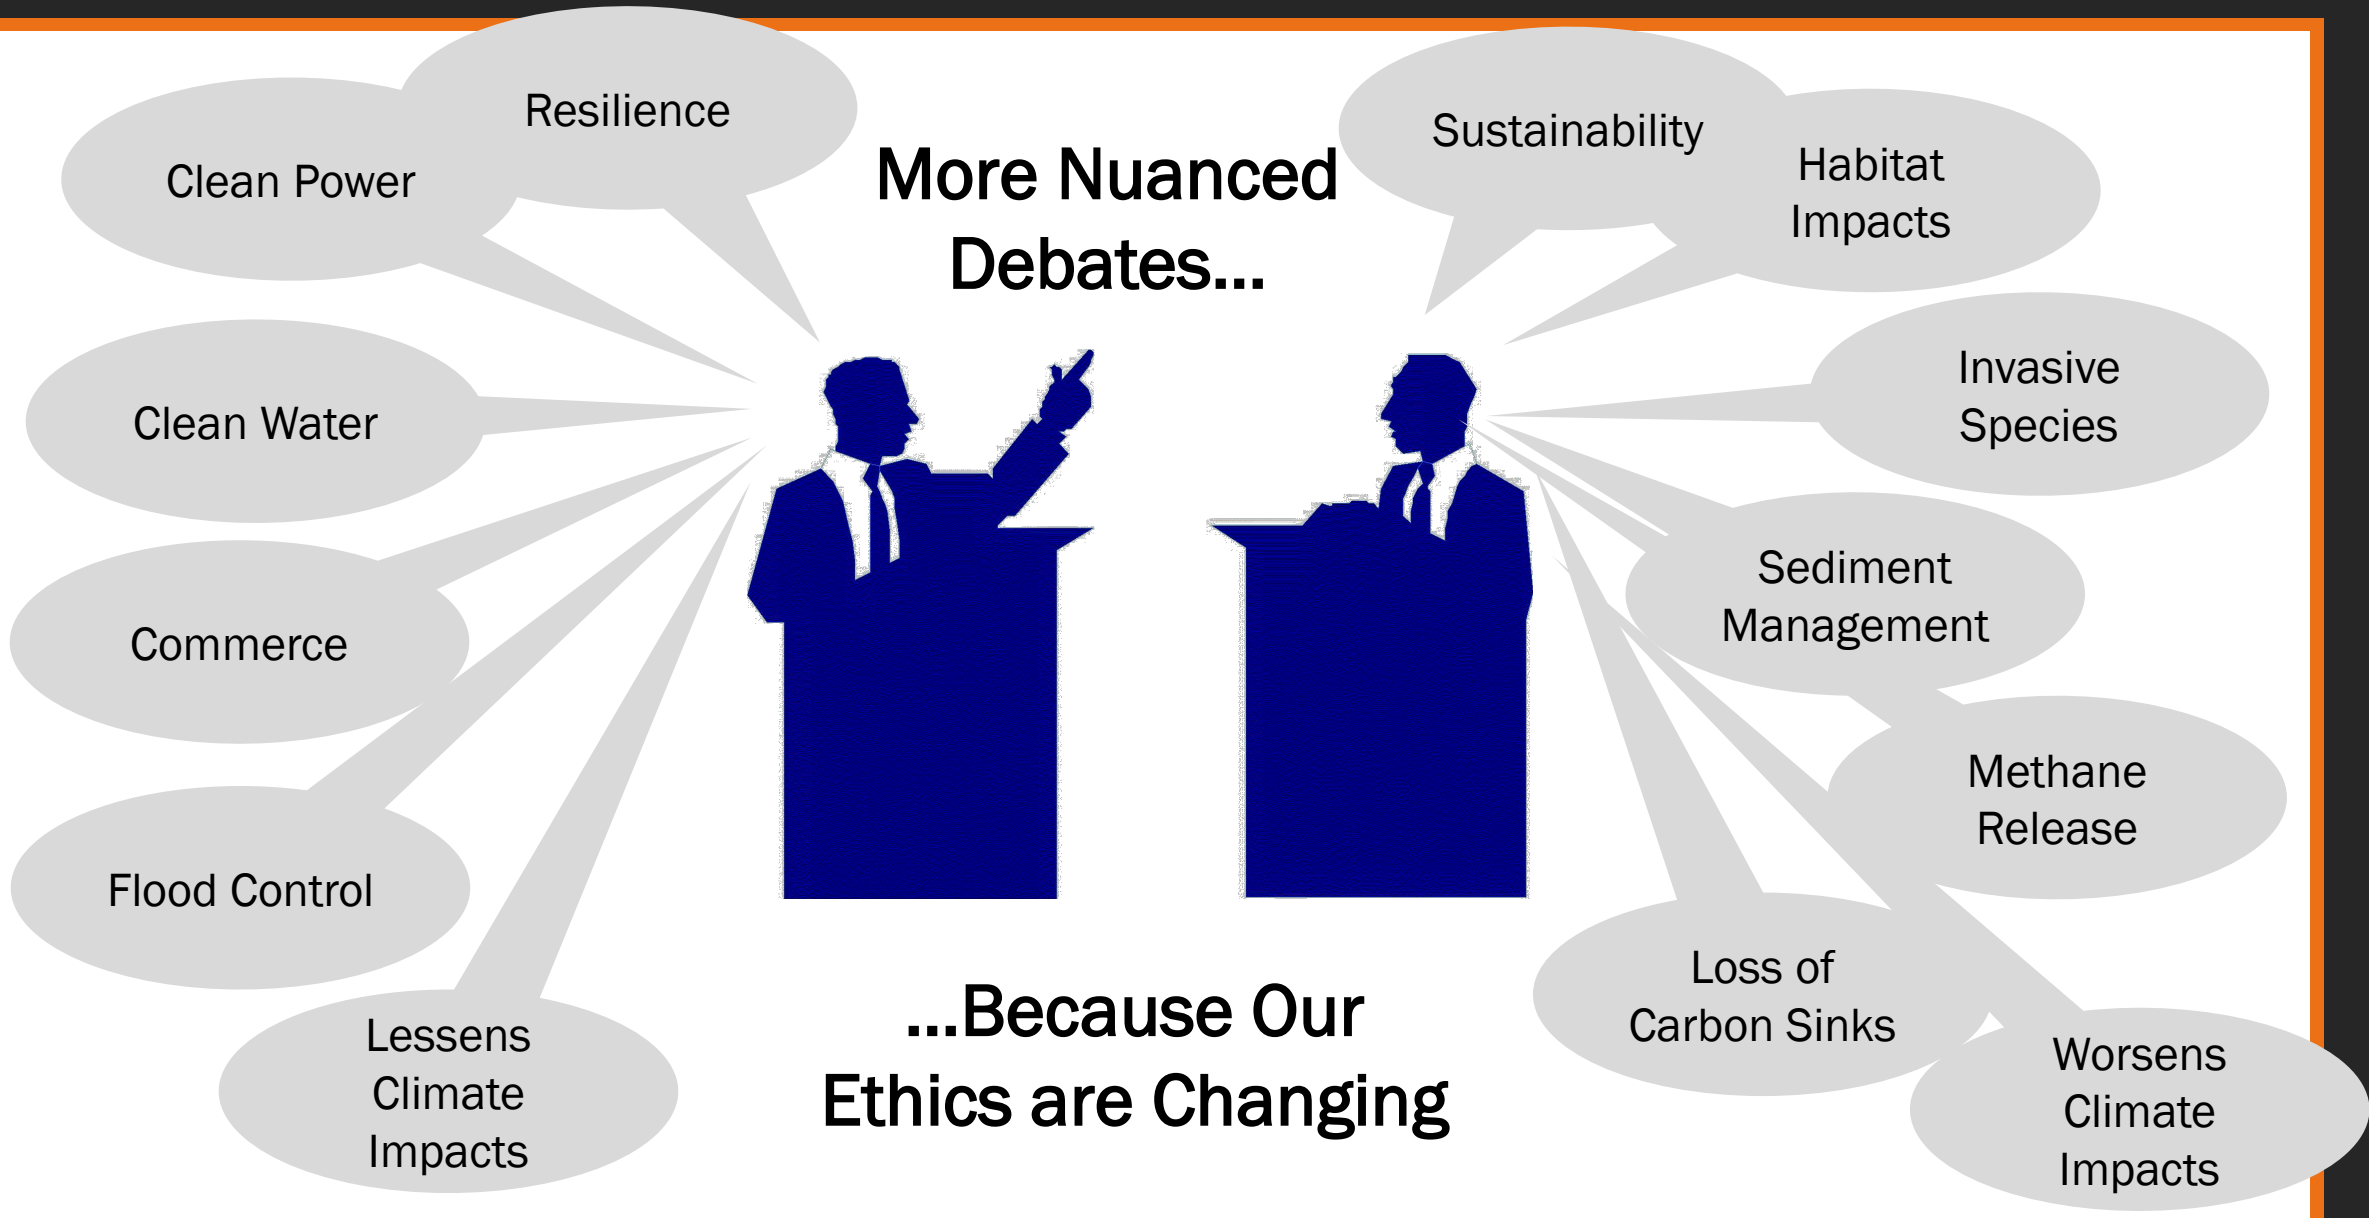 Resilience
Clean Power
Clean Water
Commerce
Flood Control
Lessens
Climate
Impacts
More Nuanced
Debates...
...Because Our
Ethics are Changing
Sustainability
Habitat
Impacts
Invasive
Species
Sediment
Management
Methane
Release
Loss of
Carbon Sinks
Worsens
Climate
Impacts